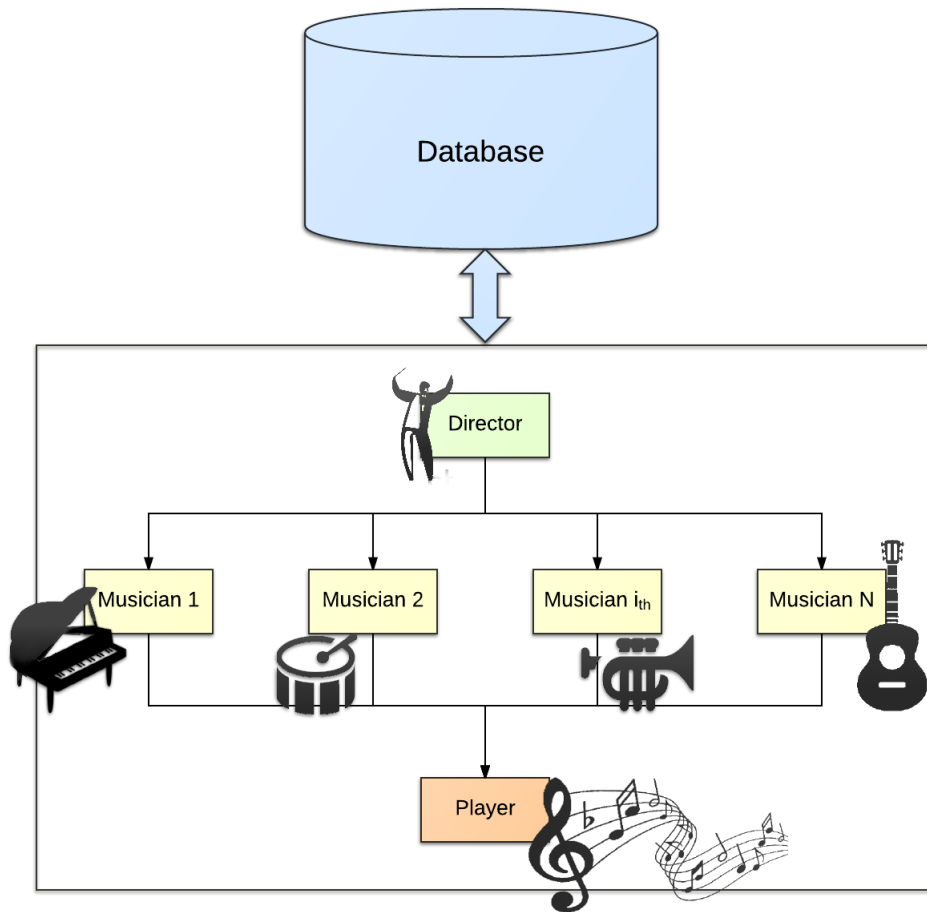 Database
Director
Musician 1
Musician 2
Musician ith
Musician N
Player